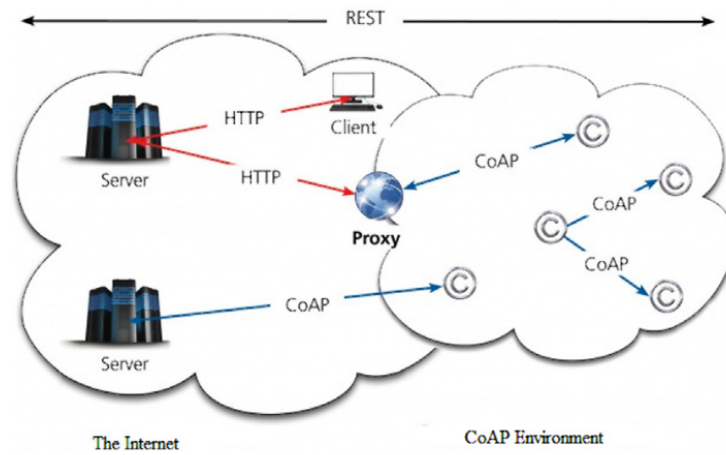 REST
HTTP
Client
Server
HTTP
CoAP
©
Proxy
CoAP
©
©
CoAP
©
©
CoAP
Server
The Internet
CoAP Environment